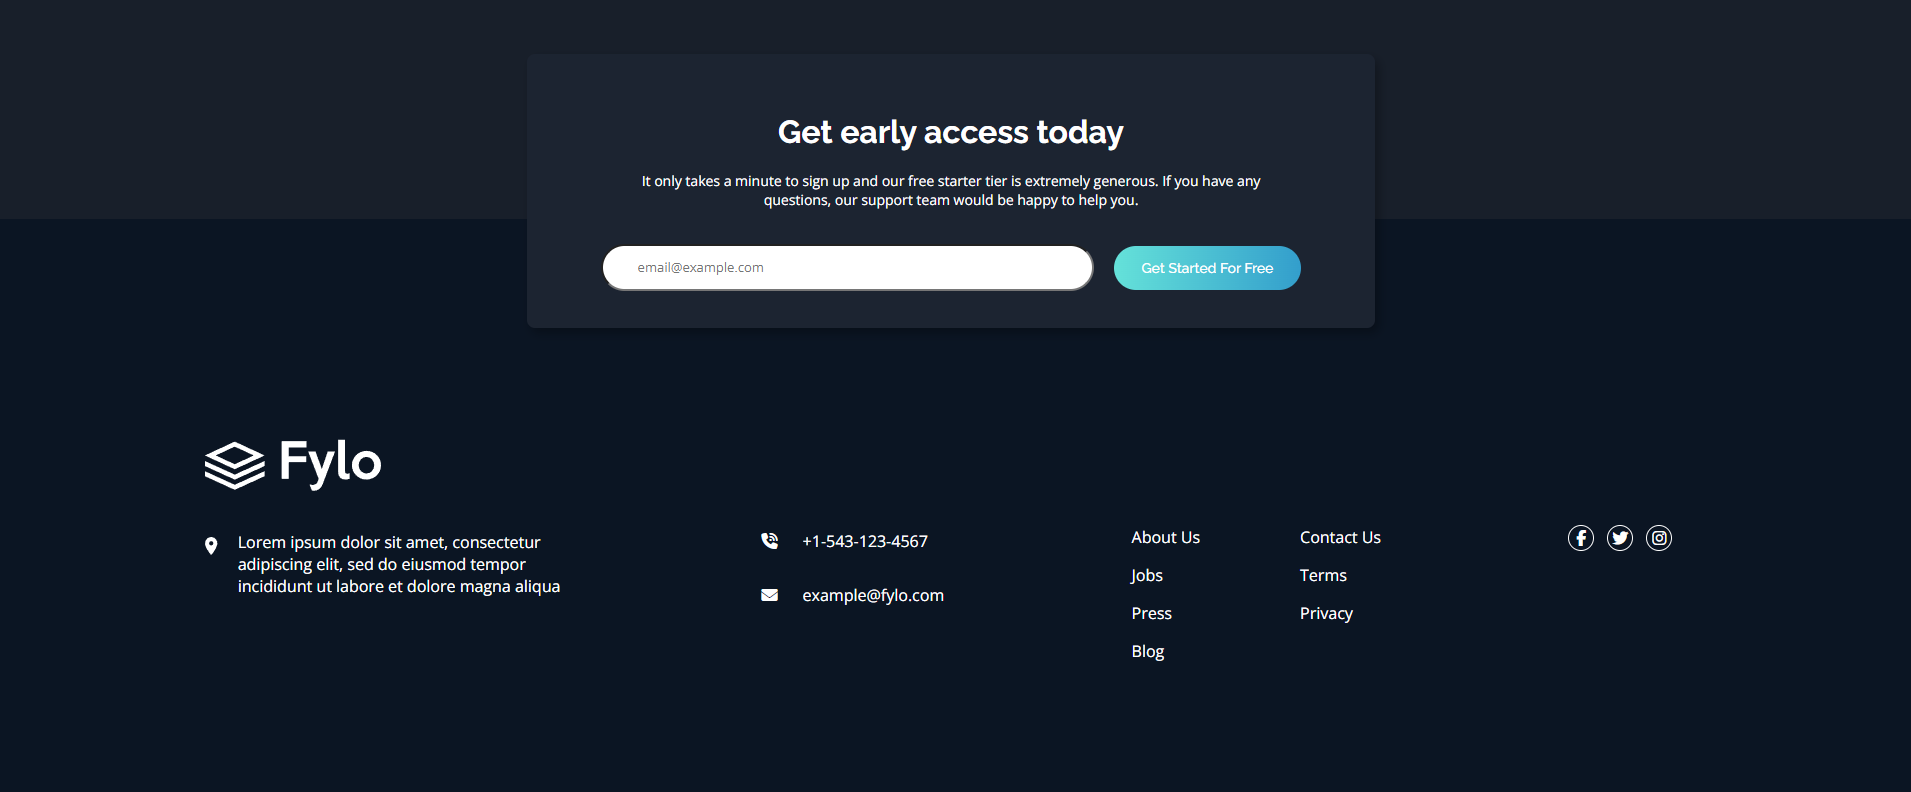 Get early access today
It only takes a minute to sign up and our free starter tier is extremely generous. If you have any
questions, our support team would be happy to help you.
email@example.com
Get Started For Free
Fylo
Lorem ipsum dolor sit amet, consectetur
adipiscing elit, sed do eiusmod tempor
incididunt ut labore et dolore magna aliqua
+1-543-123-4567
example@fylo.com
About Us
Jobs
Press
Blog
Contact Us
Terms
Privacy